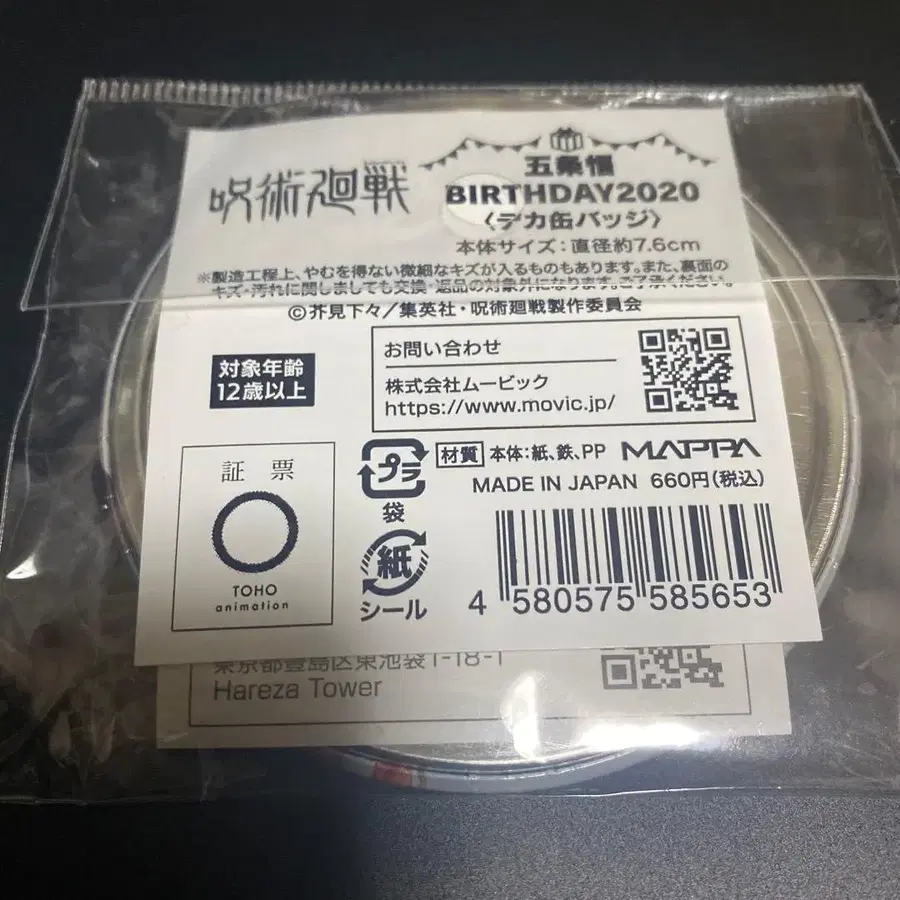 呪術廻戦
五条悟
BIRTHDAY2020
〈デカ缶バッジ〉
本体サイズ：直径約7.6cm
※製造工程上、やむを得ない微細なキズが入るものもあります。また、裏面の
キズ・汚れに関しましても交換・返品の対象外になります。ご了承ください。
©芥見下々／集英社・呪術廻戦製作委員会
対象年齢
12歳以上
お問い合わせ
株式会社ムービック
https://www.movic.jp/
証票
TOHO
animation
プラ
袋
紙
シール
材質 本体：紙、鉄、PP MAPPA
MADE IN JAPAN 660円（税込）
4 580575 585653
東京都豊島区東池袋1-18-1
Hareza Tower